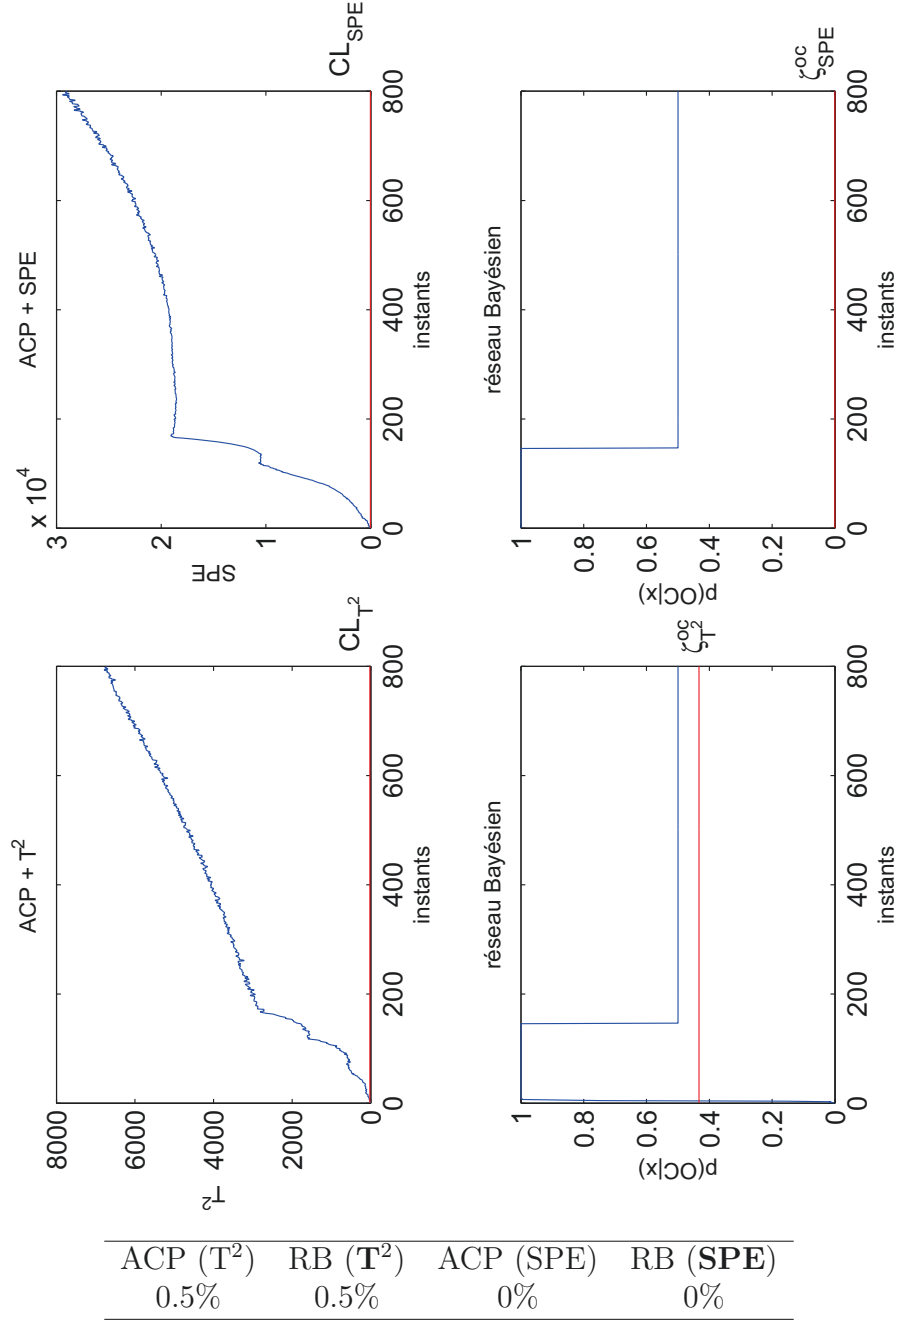 ACP + T²
8000
6000
4000
2000
0
T²
0
200
400
600
800
instants
CL_T²
ACP + SPE
x 10⁴
3
2
1
0
SPE
0
200
400
600
800
instants
CL_SPE
réseau Bayésien
1
0.8
0.6
0.4
0.2
0
p(OC|x)
0
200
400
600
800
instants
ζ^oc_T²
réseau Bayésien
1
0.8
0.6
0.4
0.2
0
p(OC|x)
0
200
400
600
800
instants
ζ^oc_SPE
ACP (T²) RB (T²) ACP (SPE) RB (SPE)
0.5% 0.5% 0% 0%